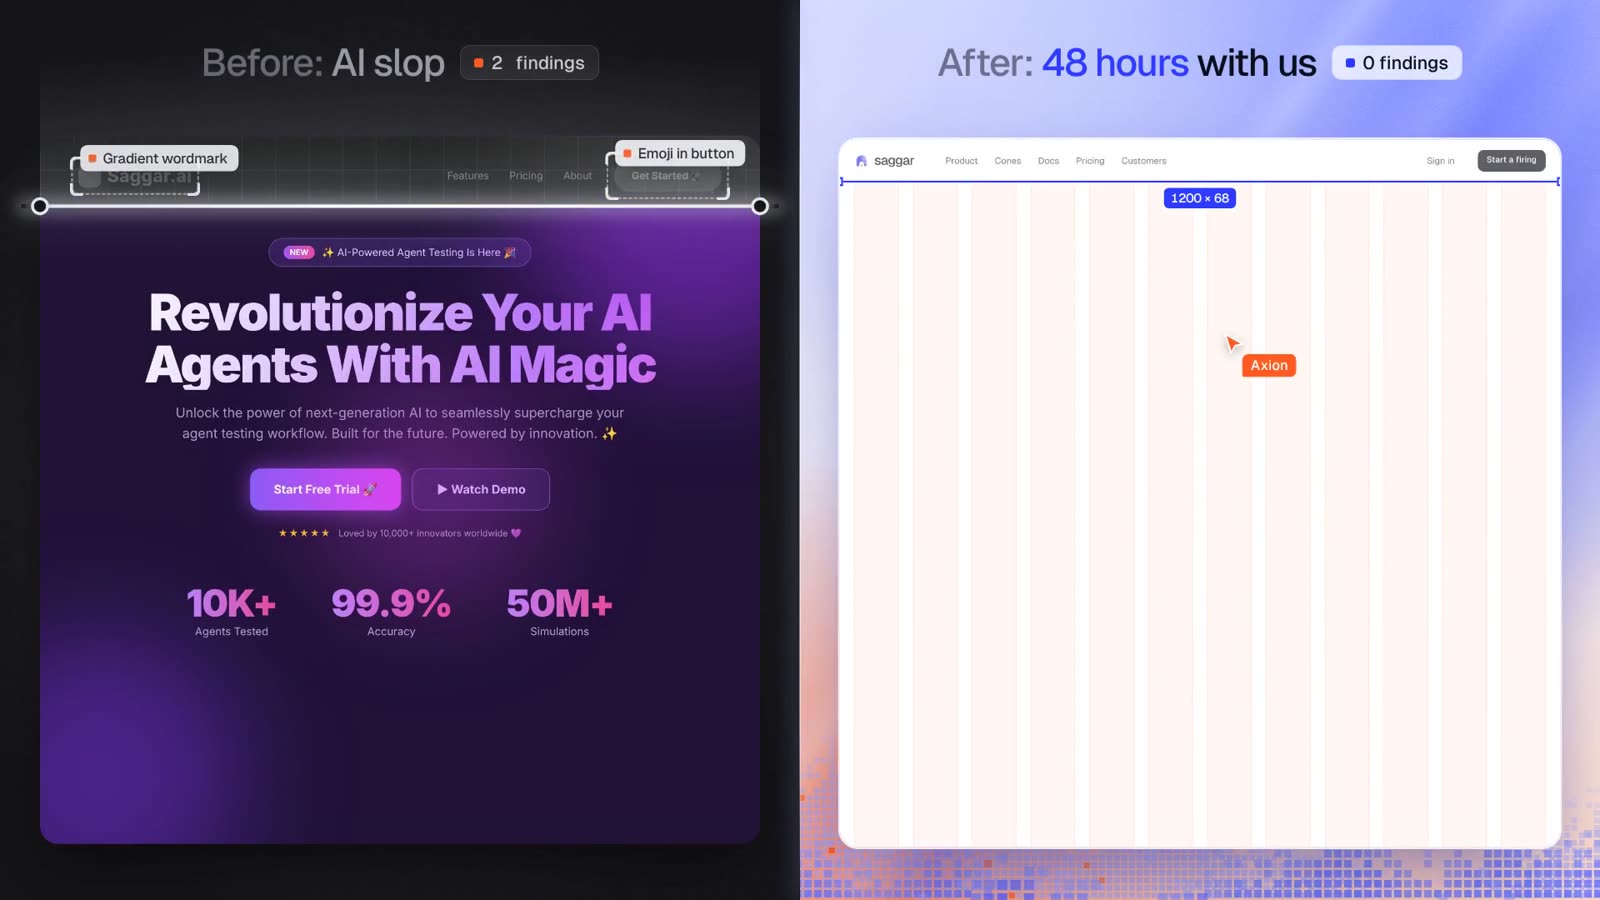 Before: AI slop
2 findings
Gradient wordmark
Emoji in button
Saggar.ai
Features
Pricing
About
Get Started 🚀
NEW
✨ AI-Powered Agent Testing Is Here 🎉
Revolutionize Your AI
Agents With AI Magic
Unlock the power of next-generation AI to seamlessly supercharge your
agent testing workflow. Built for the future. Powered by innovation. ✨
Start Free Trial 🚀
▶ Watch Demo
★★★★★ Loved by 10,000+ innovators worldwide 💜
10K+
Agents Tested
99.9%
Accuracy
50M+
Simulations
After: 48 hours with us
0 findings
saggar
Product
Cones
Docs
Pricing
Customers
Sign in
Start a firing
1200 × 68
Axion